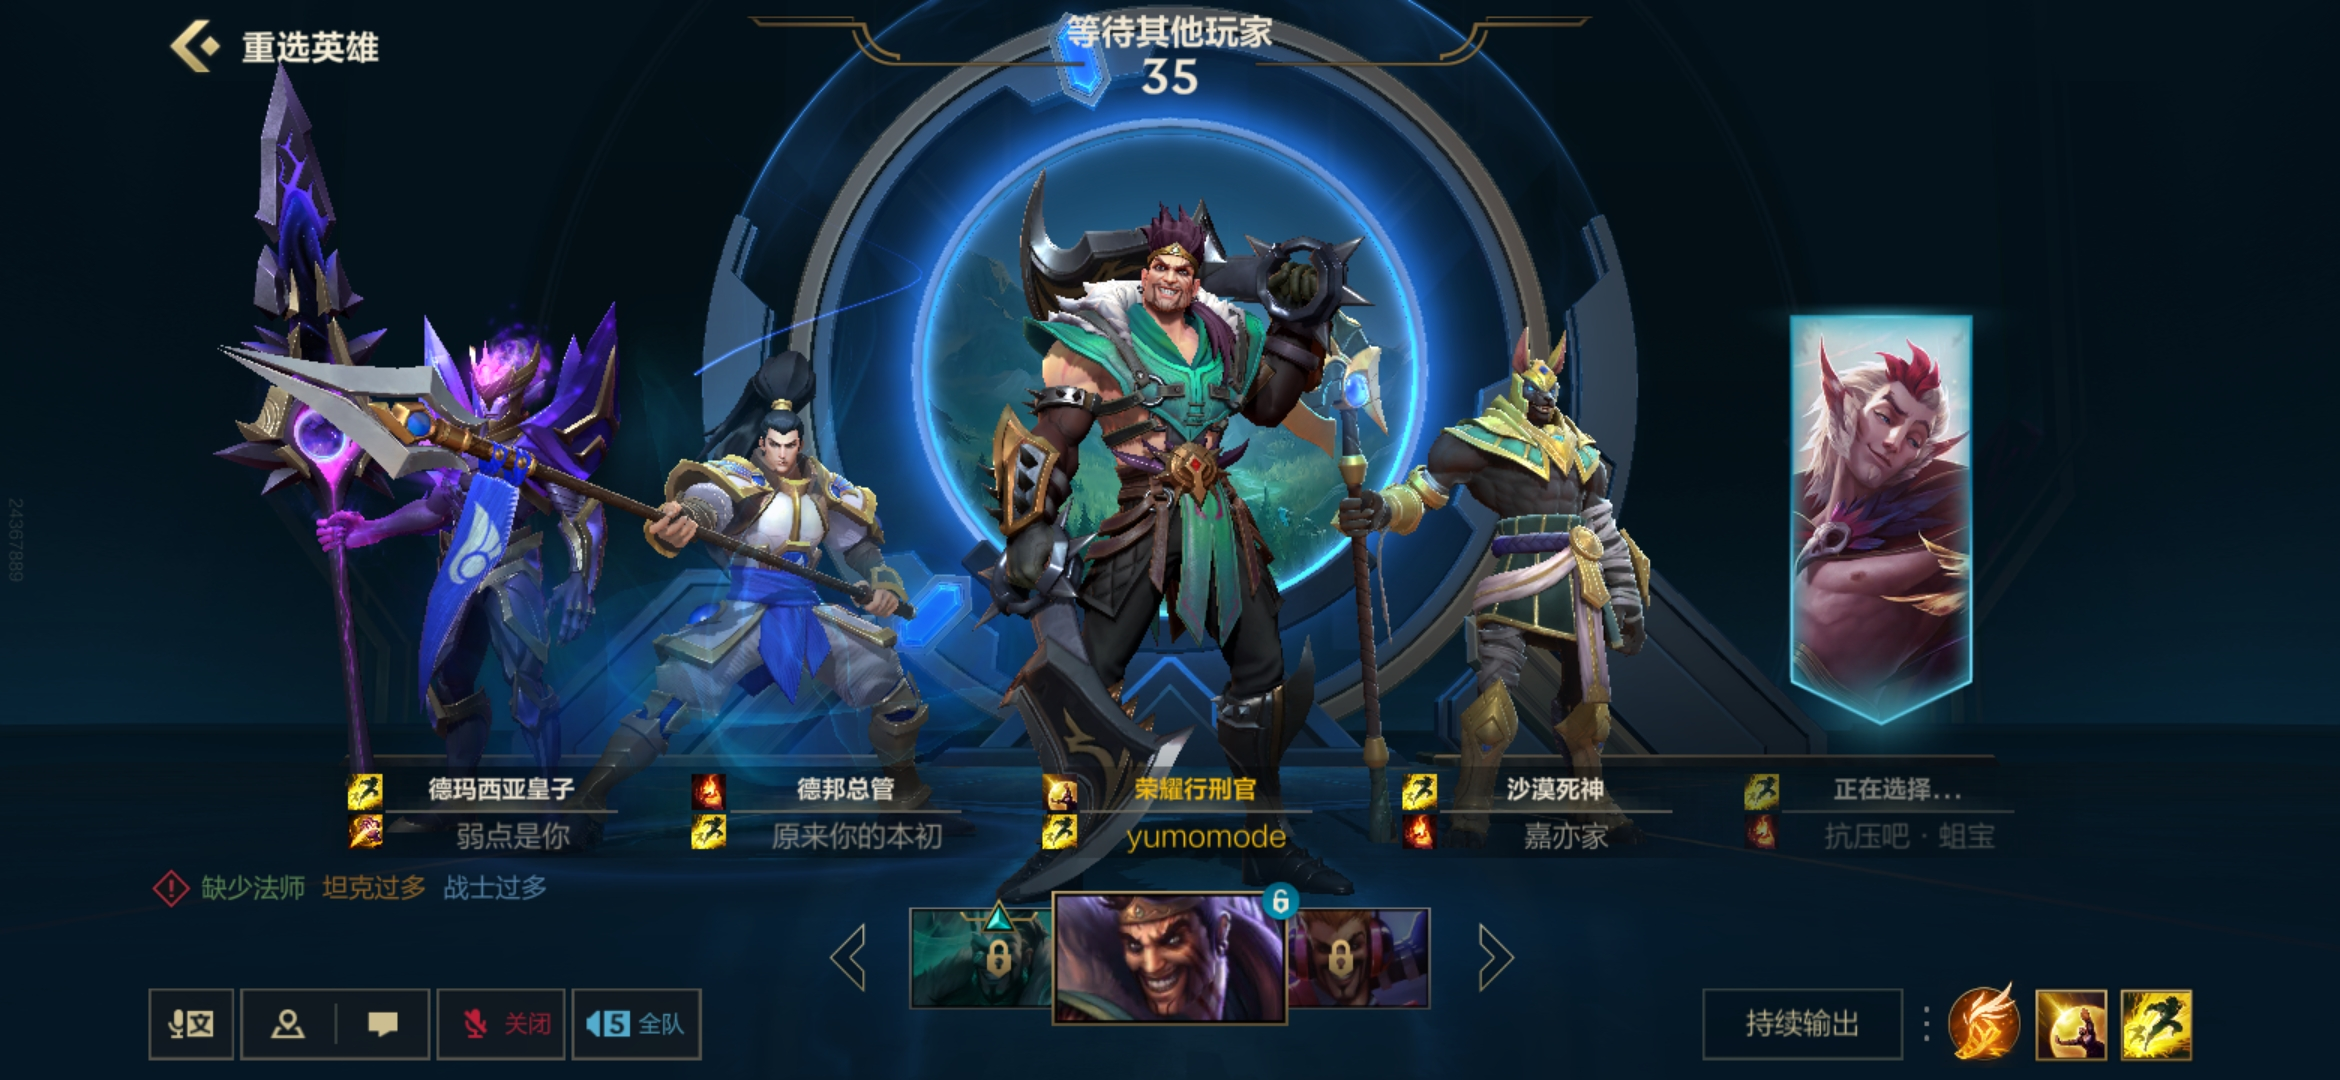 重选英雄
等待其他玩家
35
24367889
德玛西亚皇子
弱点是你
德邦总管
原来你的本初
荣耀行刑官
yumomode
沙漠死神
嘉亦家
正在选择...
抗压吧·蛆宝
缺少法师 坦克过多 战士过多
6
文
关闭
5 全队
持续输出